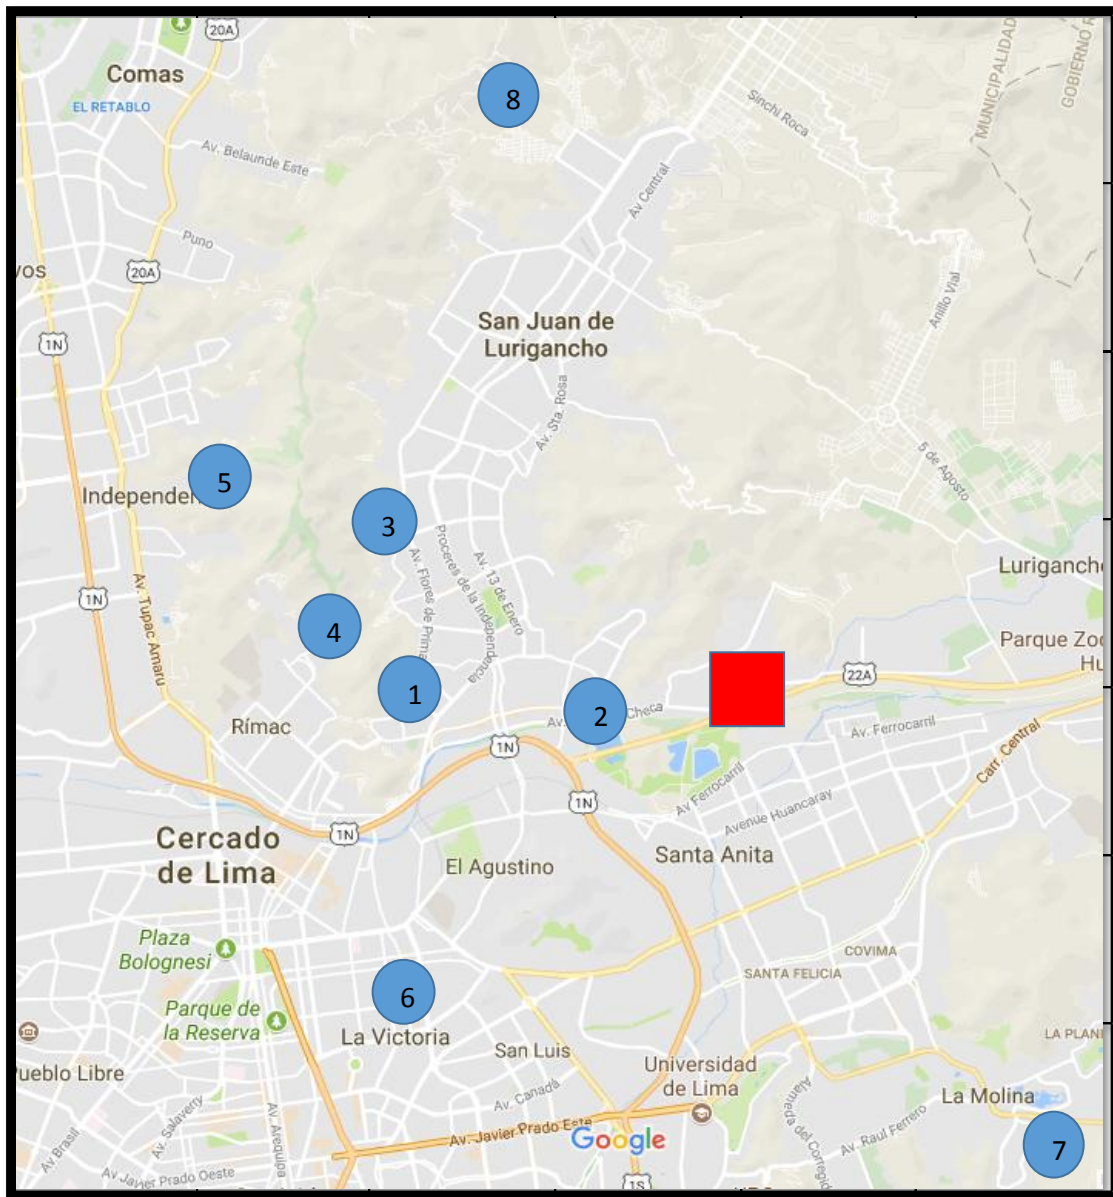 20A
Comas
EL RETABLO
Av. Belaunde Este
Sinchi Roca
MUNICIPALIDAD
GOBIERNO R
8
Av Central
Puno
20A
vos
1N
San Juan de
Lurigancho
Anillo Vial
Av. Sta. Rosa
5 de Agosto
5
Independen
3
Proceres de la Independencia
Av. 13 de Enero
Av. Flores de Prima
Lurigancho
1N
Av. Tupac Amaru
4
Parque Zoo
Hu
22A
1
2
Av.
Checa
Rímac
Av. Ferrocarril
1N
Carr. Central
Av Ferrocarril
1N
Avenue Huancaray
1N
Cercado
de Lima
El Agustino
Santa Anita
Plaza
Bolognesi
COVIMA
SANTA FELICIA
6
Parque de
la Reserva
La Victoria
LA PLANI
San Luis
Universidad
de Lima
Pueblo Libre
Av. Canadá
La Molina
Av. Salaverry
Av. Arequipa
Av. Javier Prado Este
Google
Alameda del Corregid
Av. Raul Ferrero
7
Av Brasil
Av Javier Prado Oeste
1S